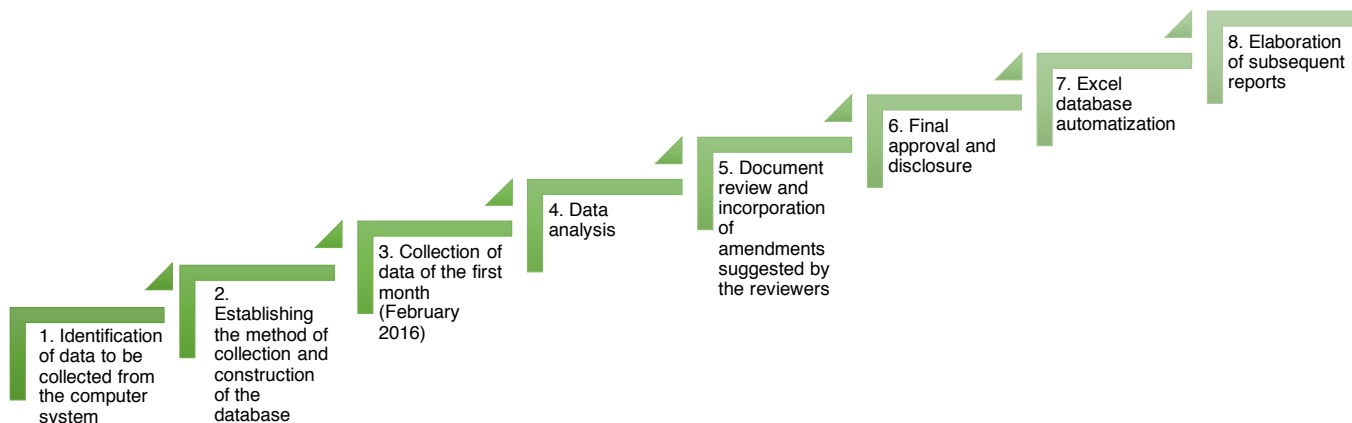 1. Identification
of data to be
collected from
the computer
system
2.
Establishing
the method of
collection and
construction
of the
database
3. Collection of
data of the first
month
(February
2016)
4. Data
analysis
5. Document
review and
incorporation
of
amendments
suggested by
the reviewers
6. Final
approval and
disclosure
7. Excel
database
automatization
8. Elaboration
of subsequent
reports